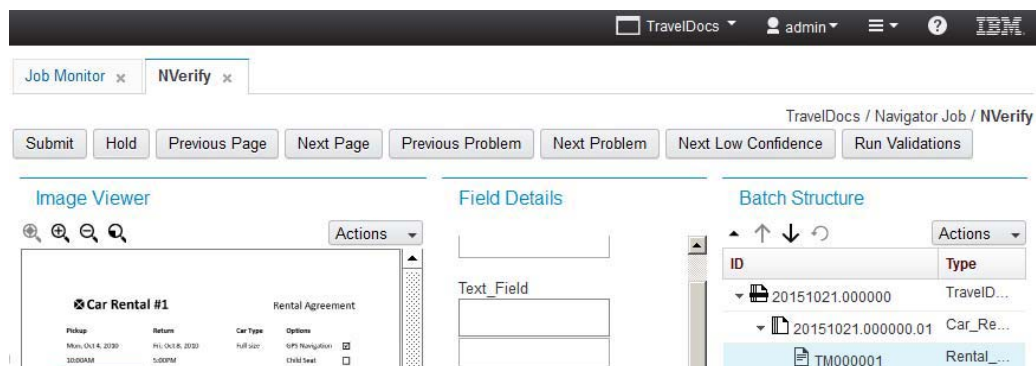 TravelDocs admin IBM.
Job Monitor x NVerify x
TravelDocs / Navigator Job / NVerify
Submit Hold Previous Page Next Page Previous Problem Next Problem Next Low Confidence Run Validations
Image Viewer
Actions
Car Rental #1 Rental Agreement
Pickup Return Car Type Options
Mon, Oct 4, 2010 Fri, Oct 8, 2010 Full size GPS Navigation
10:00AM 5:00PM Child Seat
Field Details
Text_Field
Batch Structure
Actions
ID Type
20151021.000000 TravelD...
20151021.000000.01 Car_Re...
TM000001 Rental_...